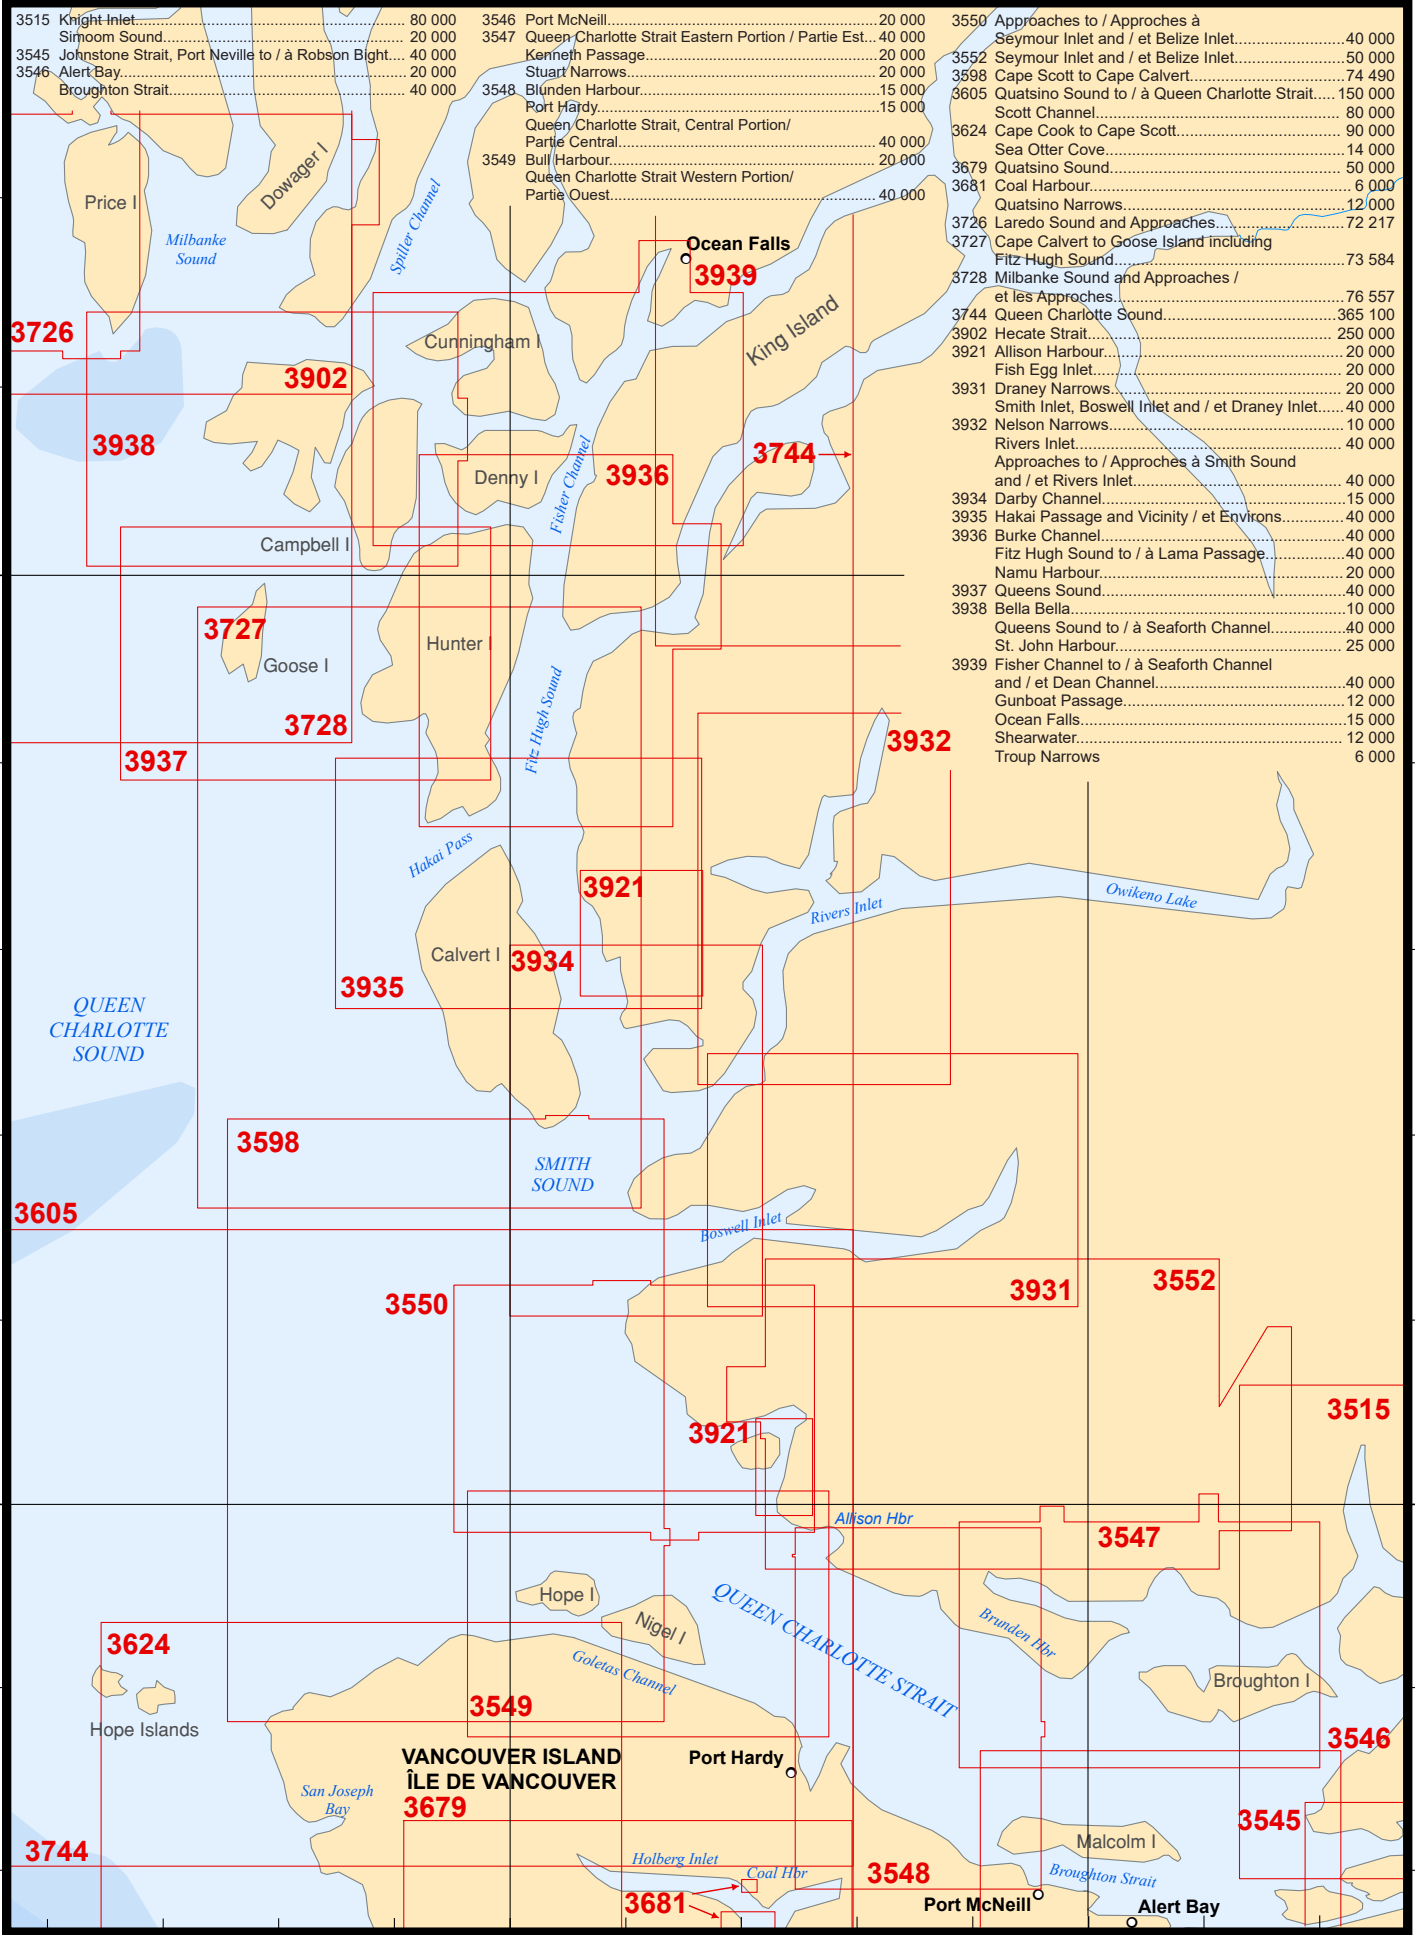 3515 Knight Inlet 80 000
Simoom Sound 20 000
3545 Johnstone Strait, Port Neville to / à Robson Bight 40 000
3546 Alert Bay 20 000
Broughton Strait 40 000
3546 Port McNeill 20 000
3547 Queen Charlotte Strait Eastern Portion / Partie Est 40 000
Kenneth Passage 20 000
Stuart Narrows 20 000
3548 Blunden Harbour 15 000
Port Hardy 15 000
Queen Charlotte Strait, Central Portion/
Partie Central 40 000
3549 Bull Harbour 20 000
Queen Charlotte Strait Western Portion/
Partie Ouest 40 000
3550 Approaches to / Approches à
Seymour Inlet and / et Belize Inlet 40 000
3552 Seymour Inlet and / et Belize Inlet 50 000
3598 Cape Scott to Cape Calvert 74 490
3605 Quatsino Sound to / à Queen Charlotte Strait 150 000
Scott Channel 80 000
3624 Cape Cook to Cape Scott 90 000
Sea Otter Cove 14 000
3679 Quatsino Sound 50 000
3681 Coal Harbour 6 000
Quatsino Narrows 12 000
3726 Laredo Sound and Approaches 72 217
3727 Cape Calvert to Goose Island including
Fitz Hugh Sound 73 584
3728 Milbanke Sound and Approaches /
et les Approches 76 557
3744 Queen Charlotte Sound 365 100
3902 Hecate Strait 250 000
3921 Allison Harbour 20 000
Fish Egg Inlet 20 000
3931 Draney Narrows 20 000
Smith Inlet, Boswell Inlet and / et Draney Inlet 40 000
3932 Nelson Narrows 10 000
Rivers Inlet 40 000
Approaches to / Approches à Smith Sound
and / et Rivers Inlet 40 000
3934 Darby Channel 15 000
3935 Hakai Passage and Vicinity / et Environs 40 000
3936 Burke Channel 40 000
Fitz Hugh Sound to / à Lama Passage 40 000
Namu Harbour 20 000
3937 Queens Sound 40 000
3938 Bella Bella 10 000
Queens Sound to / à Seaforth Channel 40 000
St. John Harbour 25 000
3939 Fisher Channel to / à Seaforth Channel
and / et Dean Channel 40 000
Gunboat Passage 12 000
Ocean Falls 15 000
Shearwater 12 000
Troup Narrows 6 000
Price I
Dowager I
Milbanke
Sound
Spiller Channel
Ocean Falls
3939
King Island
3726
Cunningham I
3902
3938
3744
3936
Denny I
Fisher Channel
Campbell I
3727
Hunter I
Goose I
Fitz Hugh Sound
3728
3937
3932
Hakai Pass
3921
Owikeno Lake
Rivers Inlet
Calvert I
3934
3935
QUEEN
CHARLOTTE
SOUND
3598
SMITH
SOUND
3605
Boswell Inlet
3552
3931
3550
3515
3921
Allison Hbr
3547
Hope I
Nigel I
QUEEN CHARLOTTE STRAIT
Brunden Hbr
3624
Goletas Channel
Broughton I
3549
Hope Islands
3546
VANCOUVER ISLAND
ÎLE DE VANCOUVER
Port Hardy
San Joseph
Bay
3679
3545
Malcolm I
3744
Holberg Inlet
Coal Hbr
3548
Broughton Strait
3681
Port McNeill
Alert Bay